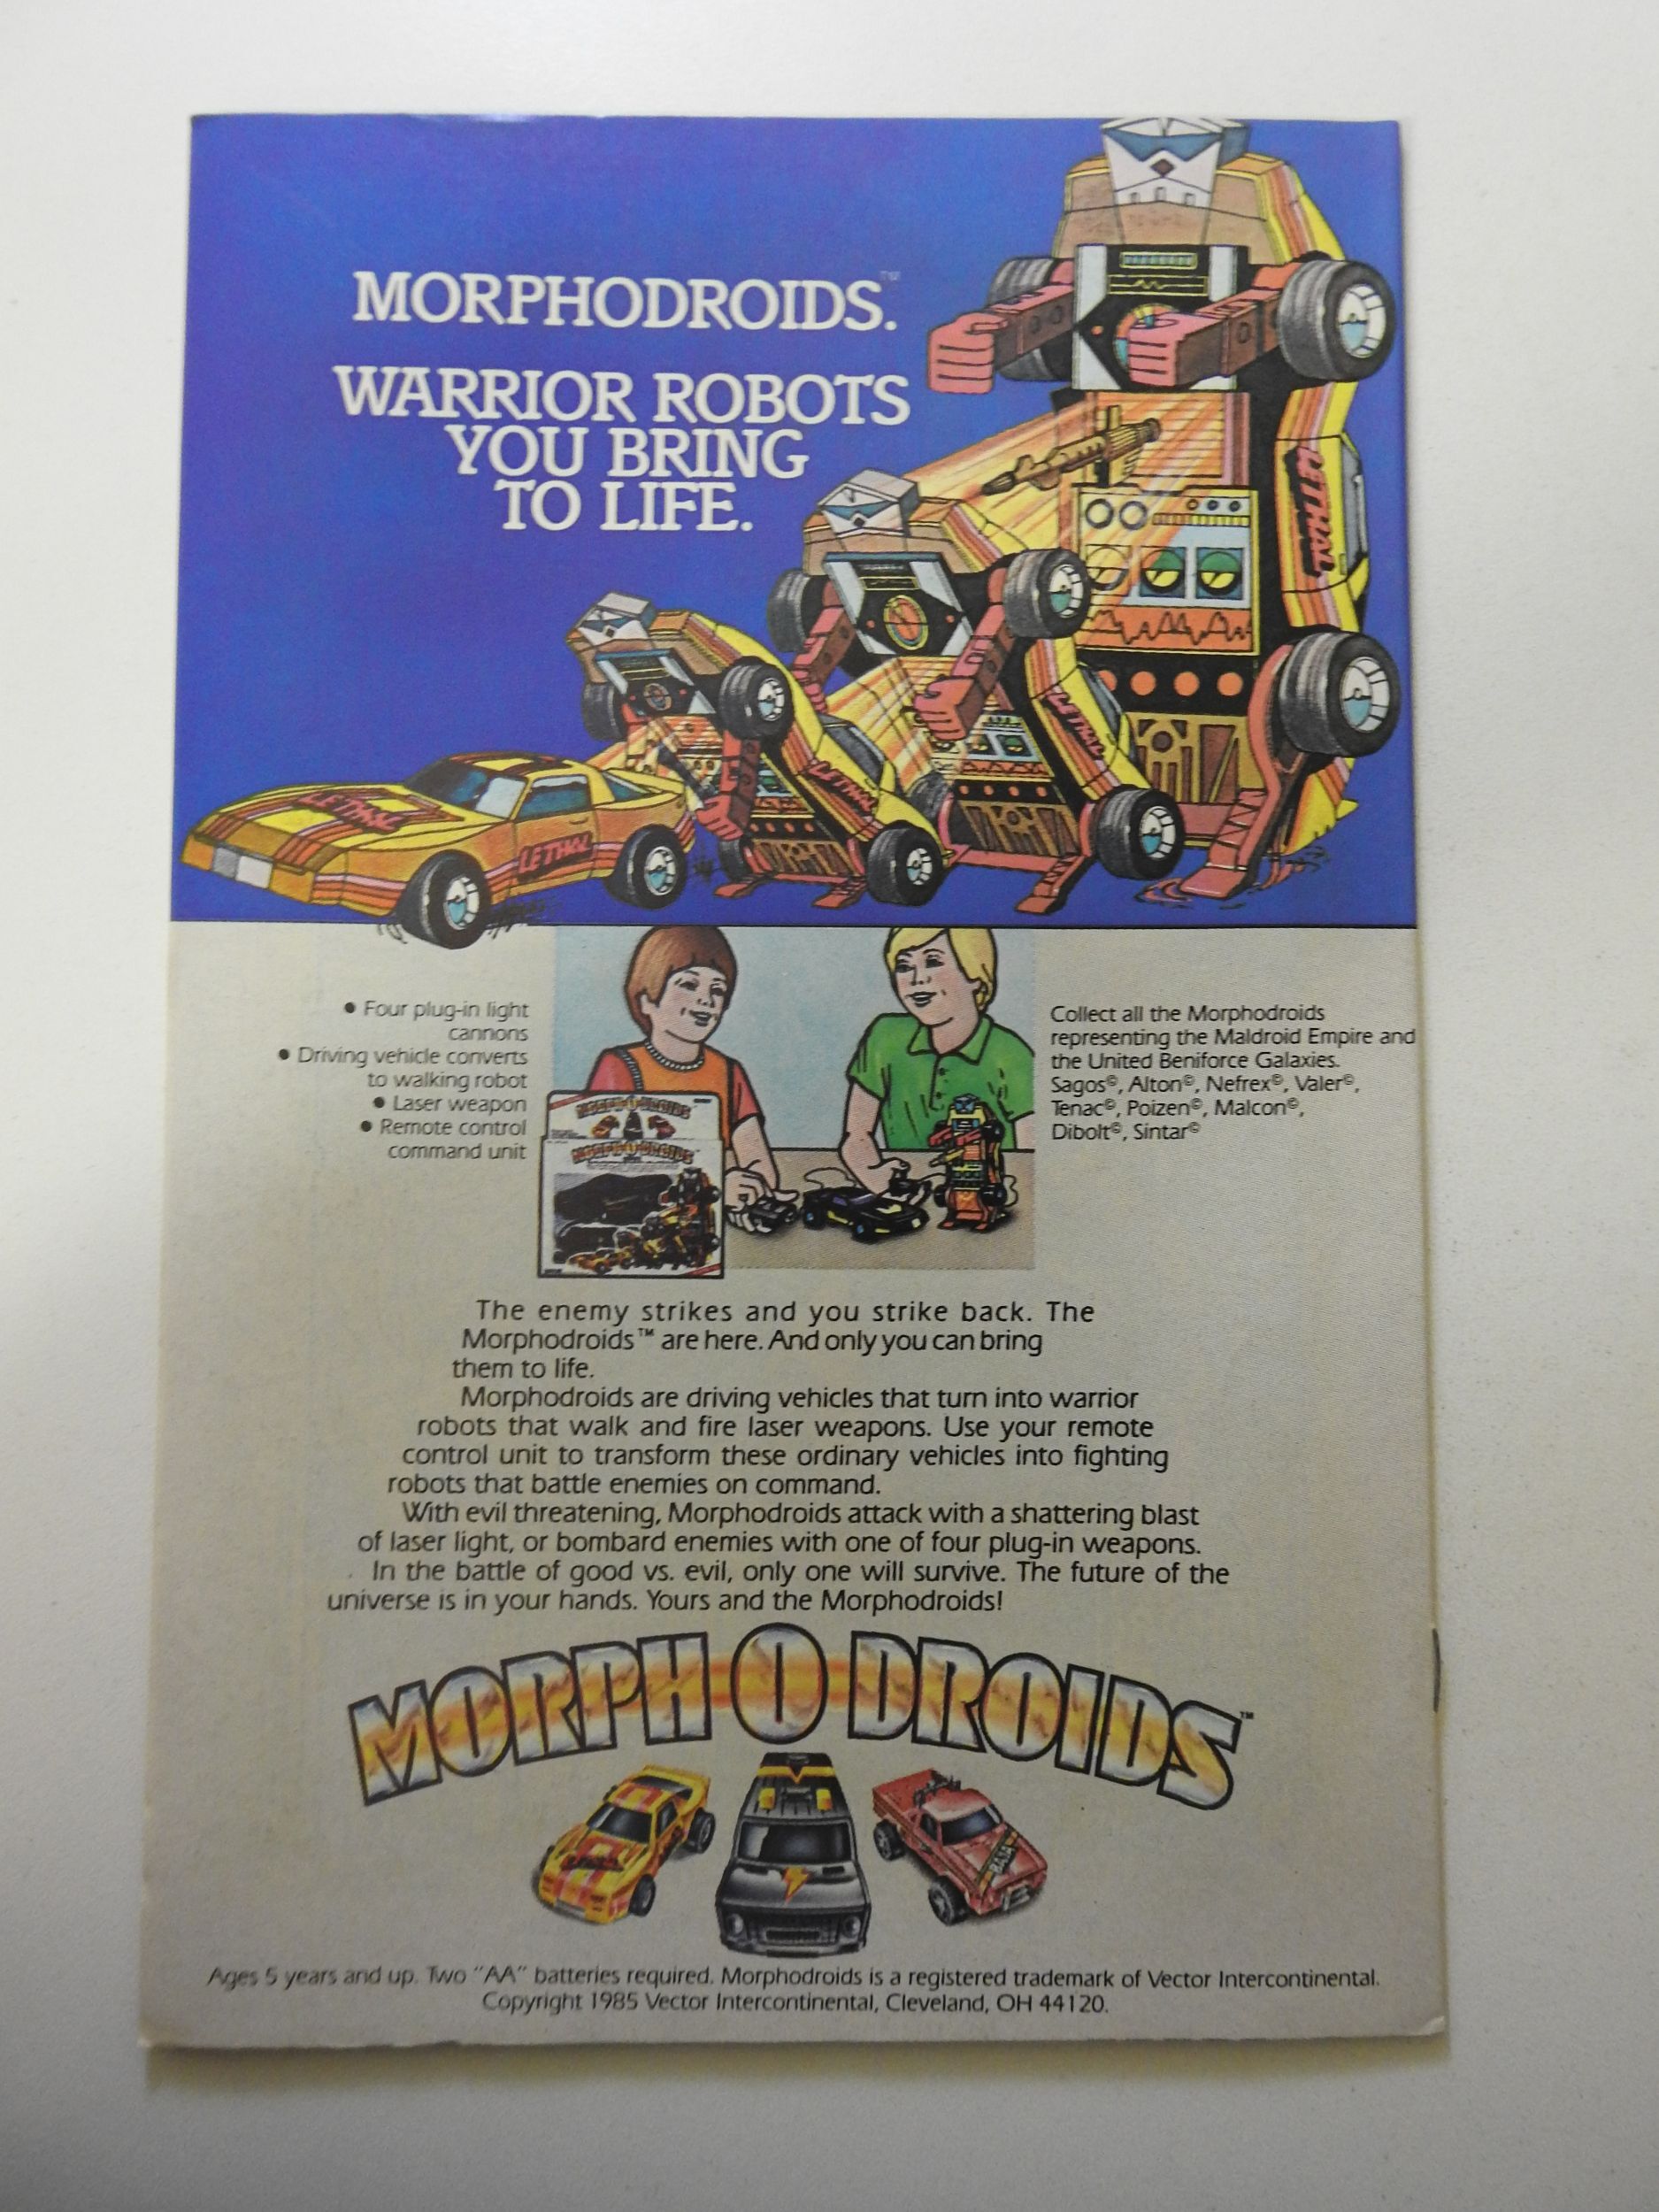 MORPHODROIDS.™
WARRIOR ROBOTS
YOU BRING
TO LIFE.
LETHAL
LETHAL
LETHAL
LETHAL
LETHAL
• Four plug-in light
cannons
• Driving vehicle converts
to walking robot
• Laser weapon
• Remote control
command unit
Collect all the Morphodroids
representing the Maldroid Empire and
the United Beniforce Galaxies.
Sagos©, Alton©, Nefrex©, Valer©,
Tenac©, Poizen©, Malcon©,
Dibolt©, Sintar©
MORPH-O-DROIDS
MORPH-O-DROIDS
The enemy strikes and you strike back. The
Morphodroids™ are here. And only you can bring
them to life.
Morphodroids are driving vehicles that turn into warrior
robots that walk and fire laser weapons. Use your remote
control unit to transform these ordinary vehicles into fighting
robots that battle enemies on command.
With evil threatening, Morphodroids attack with a shattering blast
of laser light, or bombard enemies with one of four plug-in weapons.
In the battle of good vs. evil, only one will survive. The future of the
universe is in your hands. Yours and the Morphodroids!
MORPH O DROIDS™
BAJA
Ages 5 years and up. Two "AA" batteries required. Morphodroids is a registered trademark of Vector Intercontinental.
Copyright 1985 Vector Intercontinental, Cleveland, OH 44120.